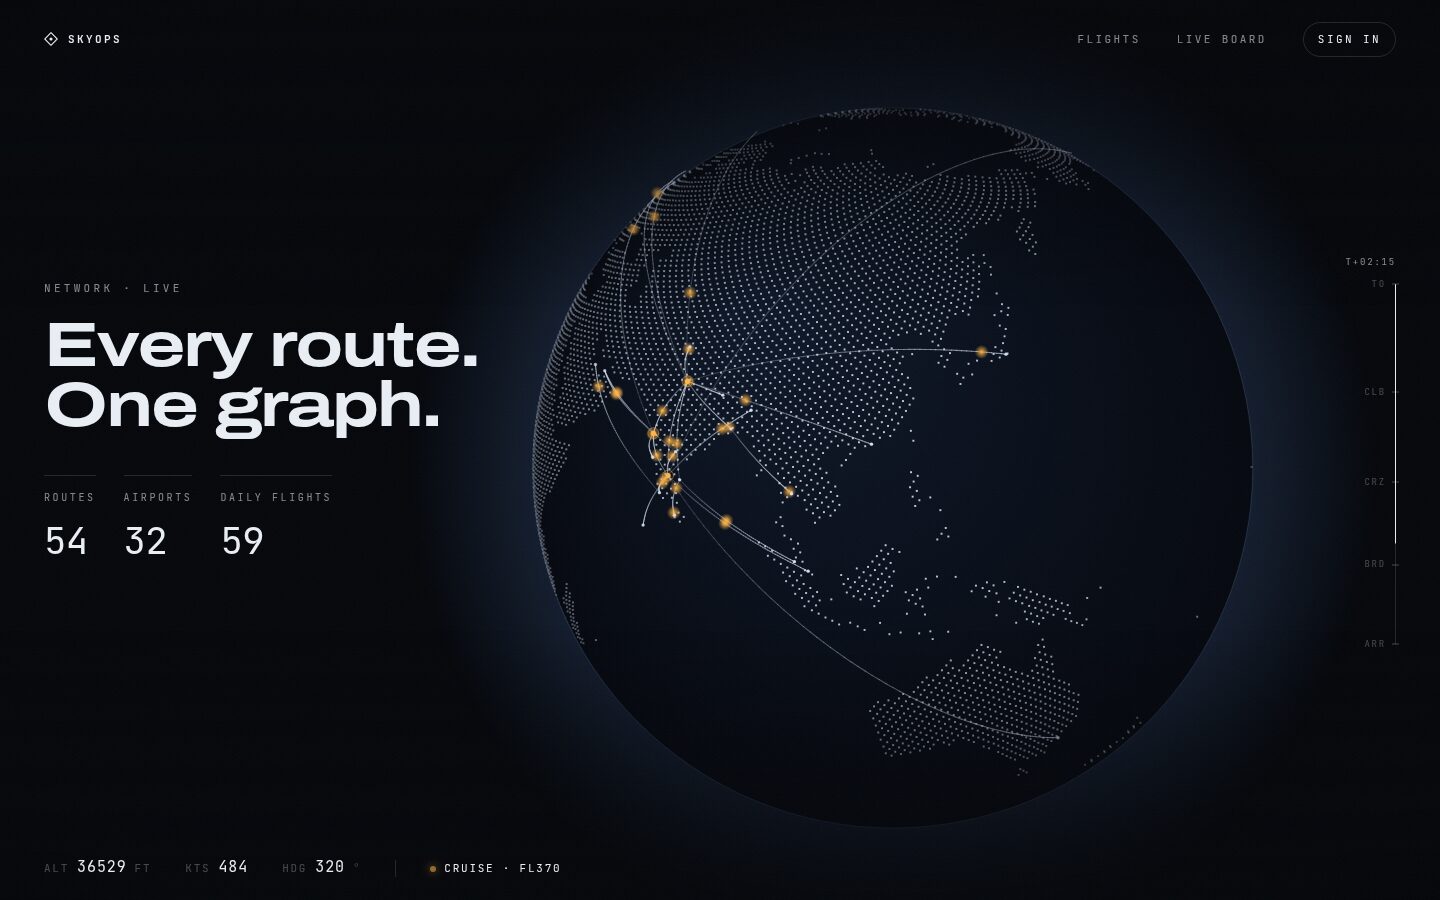 SKYOPS
FLIGHTS
LIVE BOARD
SIGN IN
NETWORK · LIVE
Every route.
One graph.
ROUTES
54
AIRPORTS
32
DAILY FLIGHTS
59
T+02:15
TO
CLB
CRZ
BRD
ARR
ALT 36529 FT
KTS 484
HDG 320 °
CRUISE · FL370